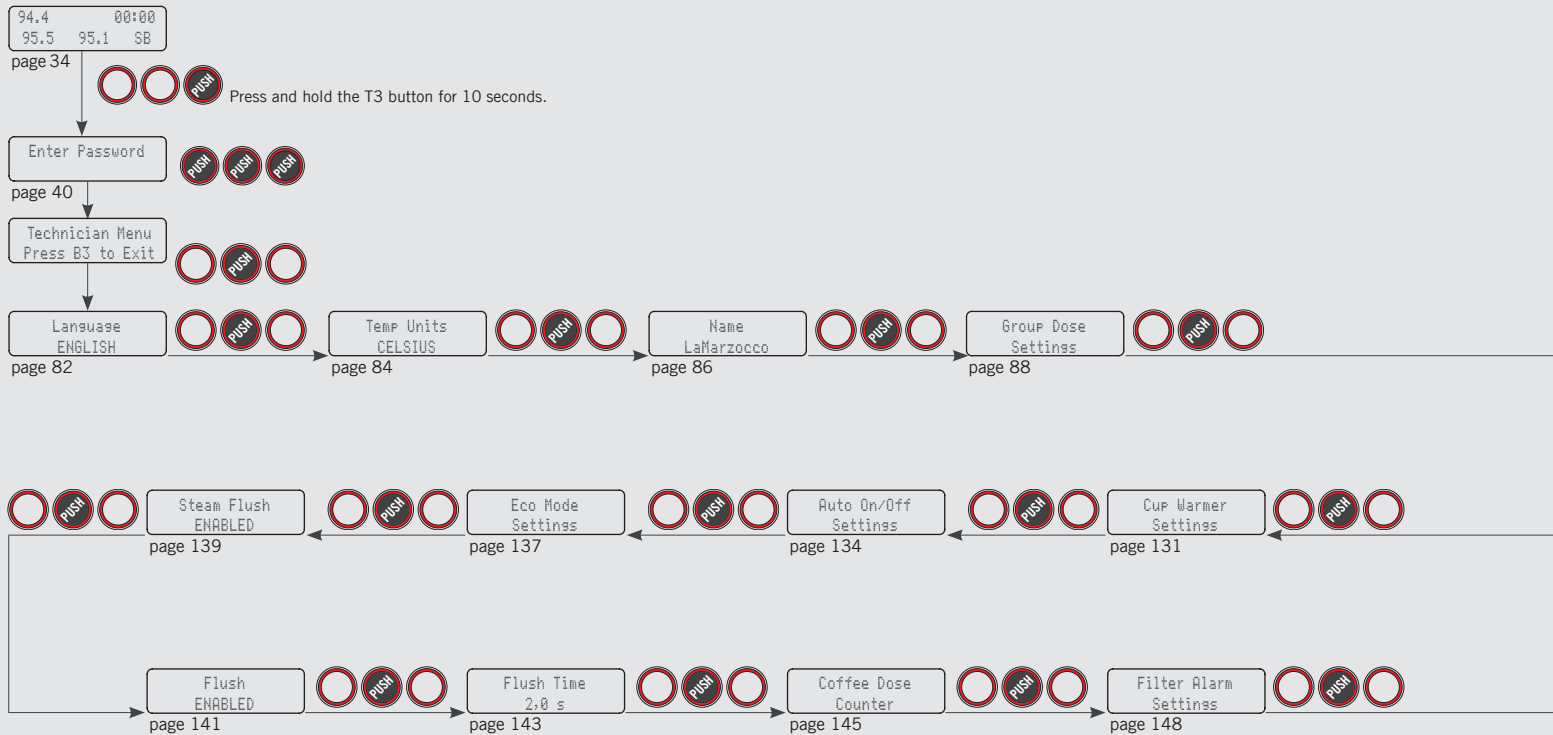 94.4 00:00
95.5 95.1 SB
page 34
PUSH
Press and hold the T3 button for 10 seconds.
Enter Password
PUSH PUSH PUSH
page 40
Technician Menu
Press B3 to Exit
PUSH
Language
ENGLISH
page 82
PUSH
Temp Units
CELSIUS
page 84
PUSH
Name
LaMarzocco
page 86
PUSH
Group Dose
Settings
page 88
PUSH
PUSH
Steam Flush
ENABLED
page 139
PUSH
Eco Mode
Settings
page 137
PUSH
Auto On/Off
Settings
page 134
PUSH
Cup Warmer
Settings
page 131
PUSH
Flush
ENABLED
page 141
PUSH
Flush Time
2,0 s
page 143
PUSH
Coffee Dose
Counter
page 145
PUSH
Filter Alarm
Settings
page 148
PUSH